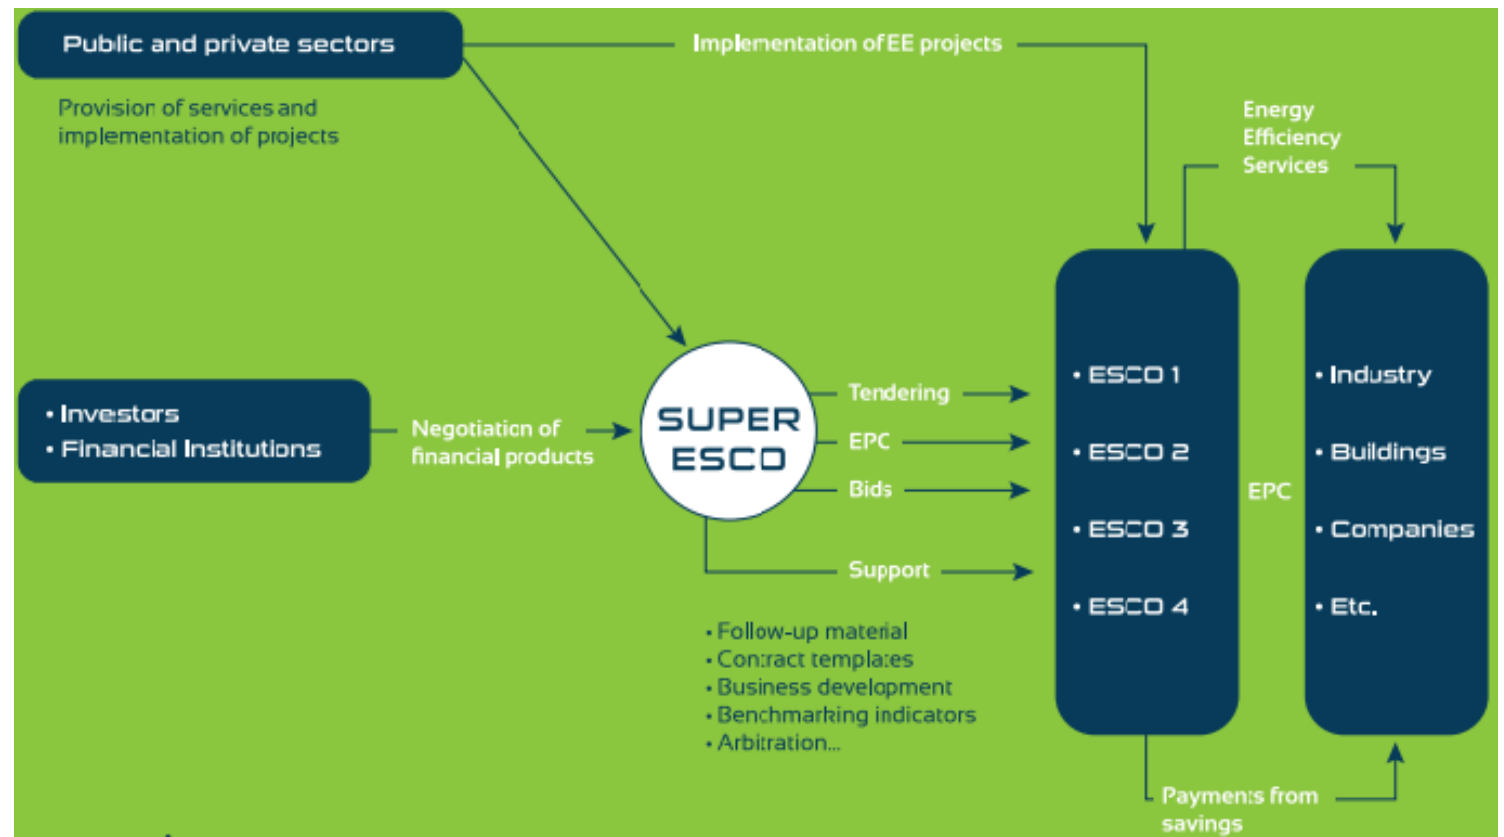 Public and private sectors
Implementation of EE projects
Provision of services and
implementation of projects
Energy
Efficiency
Services
• Investors
• Financial Institutions
Negotiation of
financial products
SUPER
ESCO
Tendering
EPC
Bids
Support
• Follow-up material
• Contract templates
• Business development
• Benchmarking indicators
• Arbitration...
• ESCO 1
• ESCO 2
• ESCO 3
• ESCO 4
EPC
• Industry
• Buildings
• Companies
• Etc.
Payments from
savings